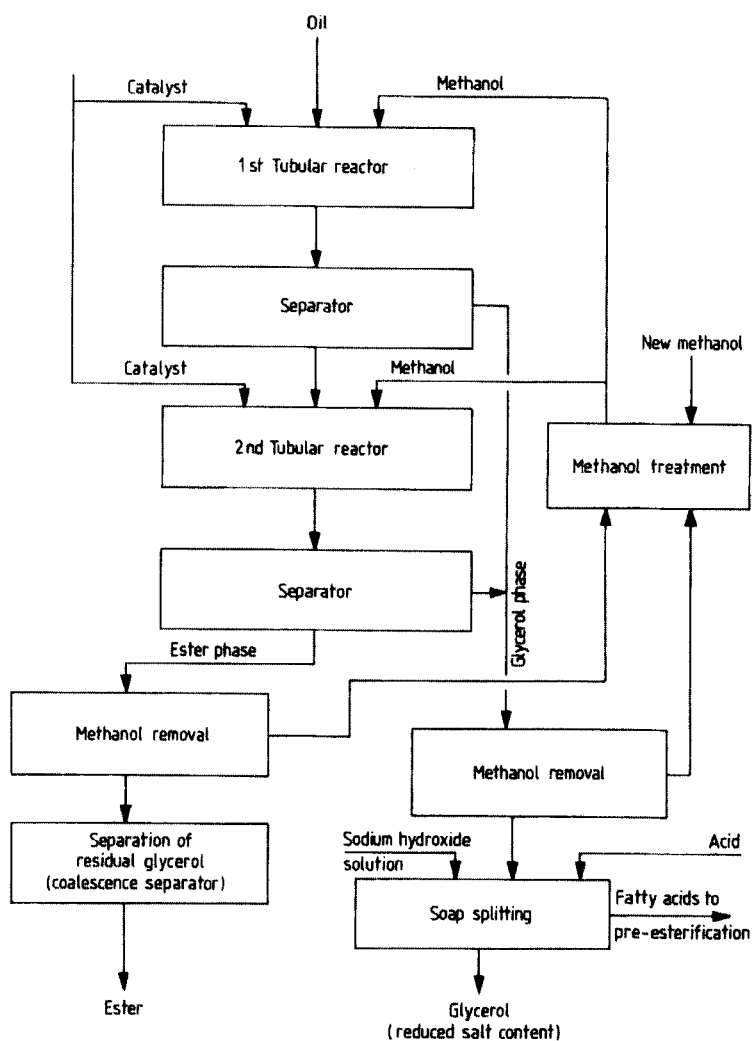 Oil
Catalyst
Methanol
1st Tubular reactor
Separator
New methanol
Catalyst
Methanol
2nd Tubular reactor
Methanol treatment
Separator
Glycerol phase
Ester phase
Methanol removal
Methanol removal
Separation of
residual glycerol
(coalescence separator)
Sodium hydroxide
solution
Acid
Soap splitting
Fatty acids to
pre-esterification
Ester
Glycerol
(reduced salt content)